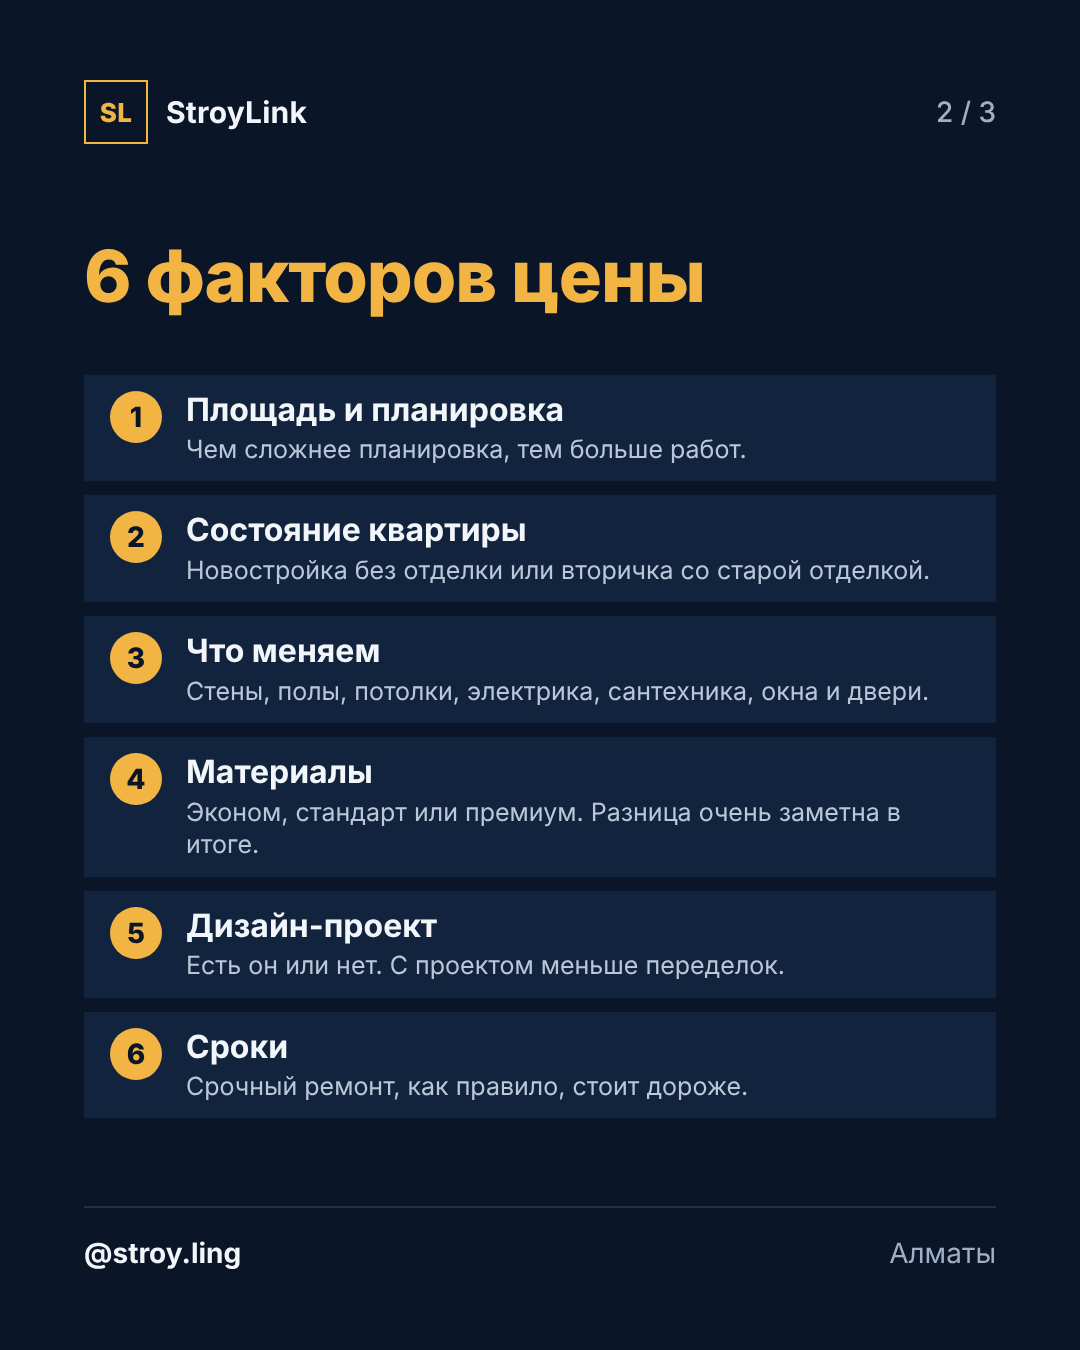 SL
StroyLink
2 / 3
6 факторов цены
1
Площадь и планировка
Чем сложнее планировка, тем больше работ.
2
Состояние квартиры
Новостройка без отделки или вторичка со старой отделкой.
3
Что меняем
Стены, полы, потолки, электрика, сантехника, окна и двери.
4
Материалы
Эконом, стандарт или премиум. Разница очень заметна в
итоге.
5
Дизайн-проект
Есть он или нет. С проектом меньше переделок.
6
Сроки
Срочный ремонт, как правило, стоит дороже.
@stroy.ling
Алматы